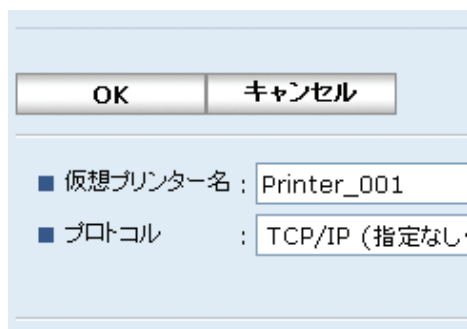 OK キャンセル
■ 仮想プリンター名 : Printer_001
■ プロトコル : TCP/IP (指定なし